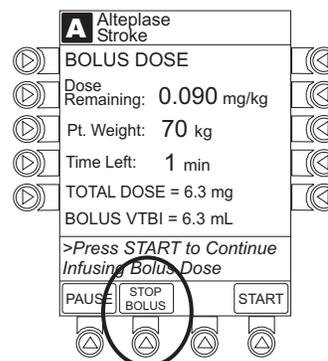 A Alteplase
Stroke
BOLUS DOSE
Dose
Remaining: 0.090 mg/kg
Pt. Weight: 70 kg
Time Left: 1 min
TOTAL DOSE = 6.3 mg
BOLUS VTBI = 6.3 mL
>Press START to Continue
Infusing Bolus Dose
PAUSE STOP START
BOLUS